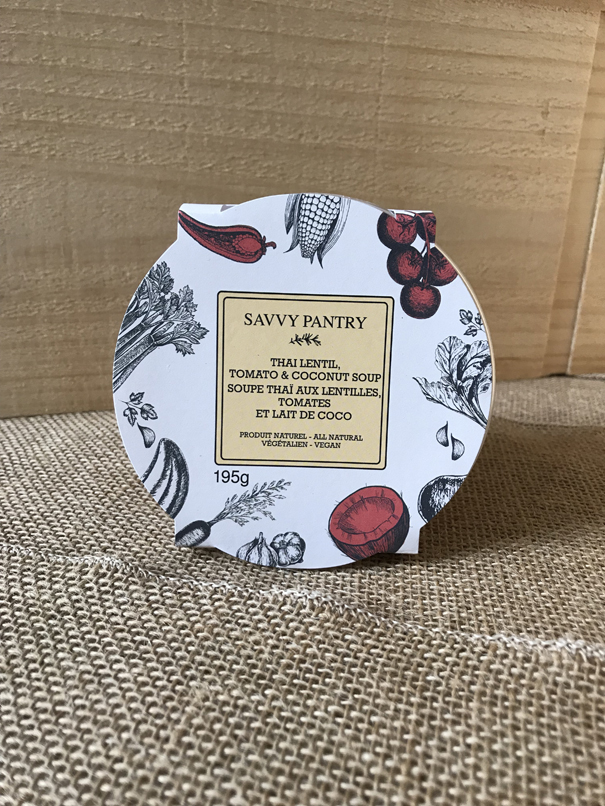 SAVVY PANTRY
THAI LENTIL,
TOMATO & COCONUT SOUP
SOUPE THAÏ AUX LENTILLES,
TOMATES
ET LAIT DE COCO
PRODUIT NATUREL - ALL NATURAL
VÉGÉTALIEN - VEGAN
195g